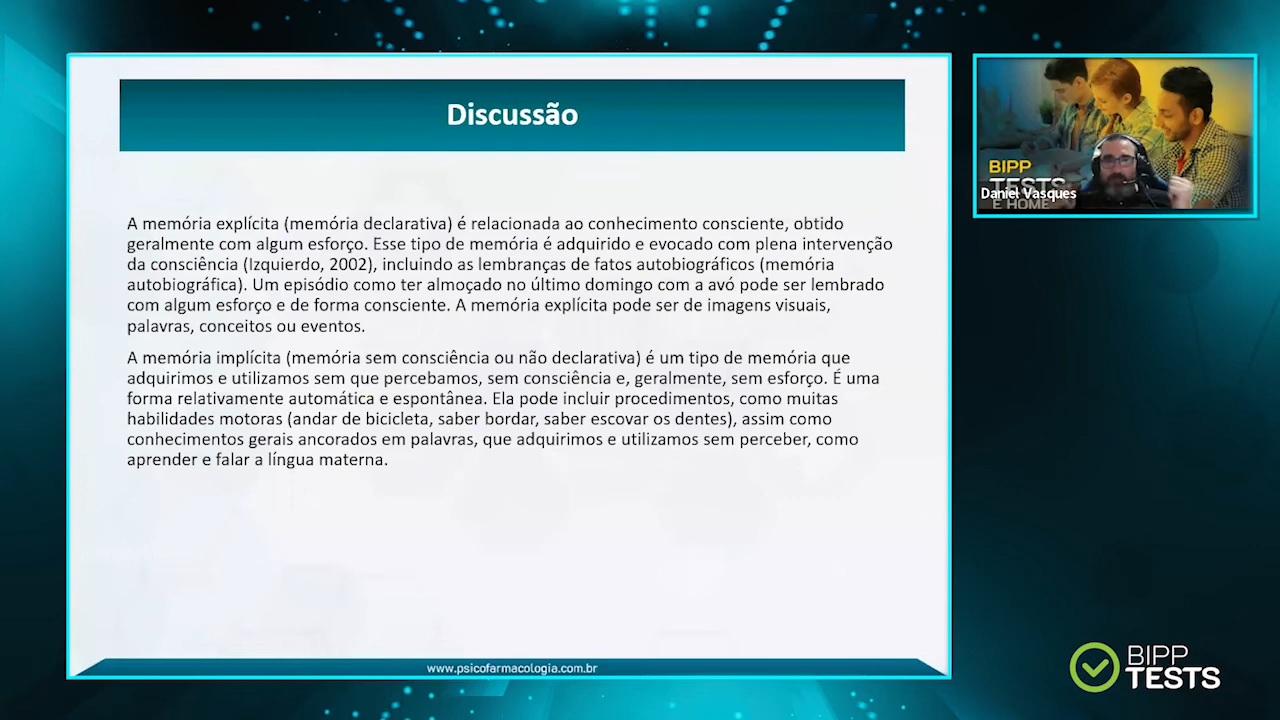 Discussão
A memória explícita (memória declarativa) é relacionada ao conhecimento consciente, obtido
geralmente com algum esforço. Esse tipo de memória é adquirido e evocado com plena intervenção
da consciência (Izquierdo, 2002), incluindo as lembranças de fatos autobiográficos (memória
autobiográfica). Um episódio como ter almoçado no último domingo com a avó pode ser lembrado
com algum esforço e de forma consciente. A memória explícita pode ser de imagens visuais,
palavras, conceitos ou eventos.
A memória implícita (memória sem consciência ou não declarativa) é um tipo de memória que
adquirimos e utilizamos sem que percebamos, sem consciência e, geralmente, sem esforço. É uma
forma relativamente automática e espontânea. Ela pode incluir procedimentos, como muitas
habilidades motoras (andar de bicicleta, saber bordar, saber escovar os dentes), assim como
conhecimentos gerais ancorados em palavras, que adquirimos e utilizamos sem perceber, como
aprender e falar a língua materna.
www.psicofarmacologia.com.br
BIPP
TESTS
É HOME
Daniel Vasques
BIPP
TESTS